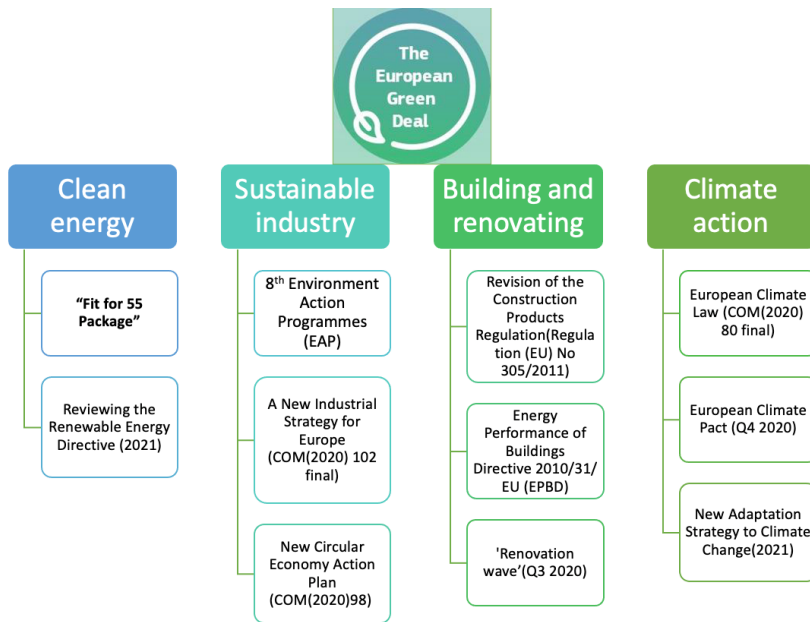 The
European
Green
Deal
Clean
energy
“Fit for 55
Package”
Reviewing the
Renewable Energy
Directive (2021)
Sustainable
industry
8th Environment
Action
Programmes
(EAP)
A New Industrial
Strategy for
Europe
(COM(2020) 102
final)
New Circular
Economy Action
Plan
(COM(2020)98)
Building and
renovating
Revision of the
Construction
Products
Regulation(Regula
tion (EU) No
305/2011)
Energy
Performance of
Buildings
Directive 2010/31/
EU (EPBD)
'Renovation
wave’(Q3 2020)
Climate
action
European Climate
Law (COM(2020)
80 final)
European Climate
Pact (Q4 2020)
New Adaptation
Strategy to Climate
Change(2021)